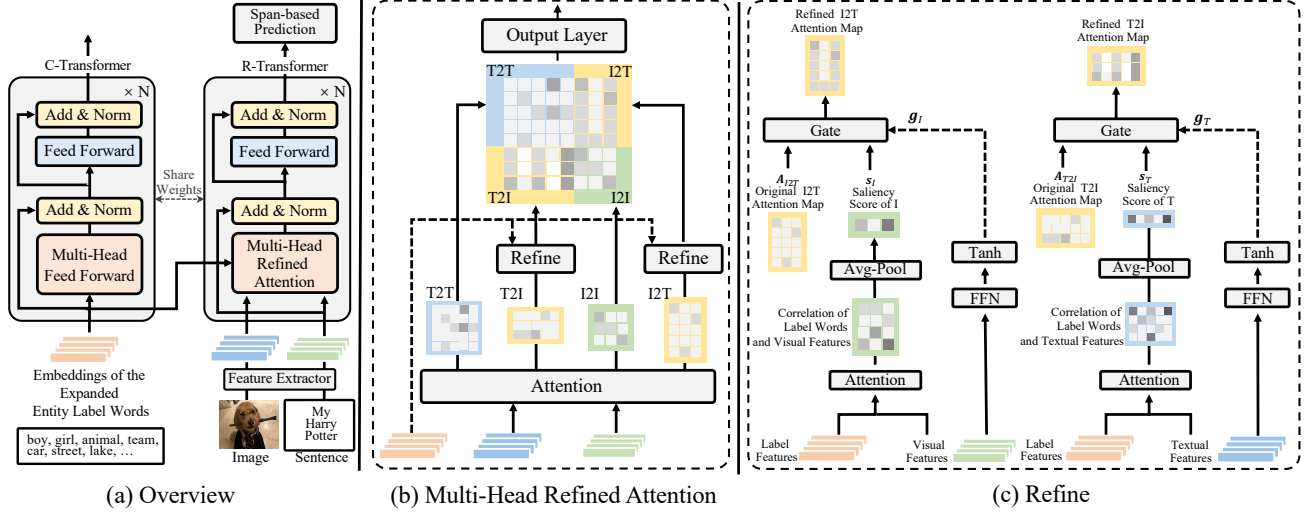 Span-based
Prediction
C-Transformer
R-Transformer
× N
× N
Add & Norm
Add & Norm
Feed Forward
Feed Forward
Share
Weights
Add & Norm
Add & Norm
Multi-Head
Feed Forward
Multi-Head
Refined
Attention
Embeddings of the
Expanded
Entity Label Words
boy, girl, animal, team,
car, street, lake, …
Feature Extractor
My
Harry
Potter
Image
Sentence
(a) Overview
Output Layer
T2T
I2T
T2I
I2I
Refine
Refine
T2T
T2I
I2I
I2T
Attention
(b) Multi-Head Refined Attention
Refined I2T
Attention Map
Gate
g_I
A_I2T
Original I2T
Attention Map
s_I
Saliency
Score of I
Avg-Pool
Tanh
FFN
Correlation of
Label Words
and Visual Features
Attention
Label
Features
Visual
Features
Refined T2I
Attention Map
Gate
g_T
A_T2I
Original T2I
Attention Map
s_T
Saliency
Score of T
Avg-Pool
Tanh
FFN
Correlation of
Label Words
and Textual Features
Attention
Label
Features
Textual
Features
(c) Refine